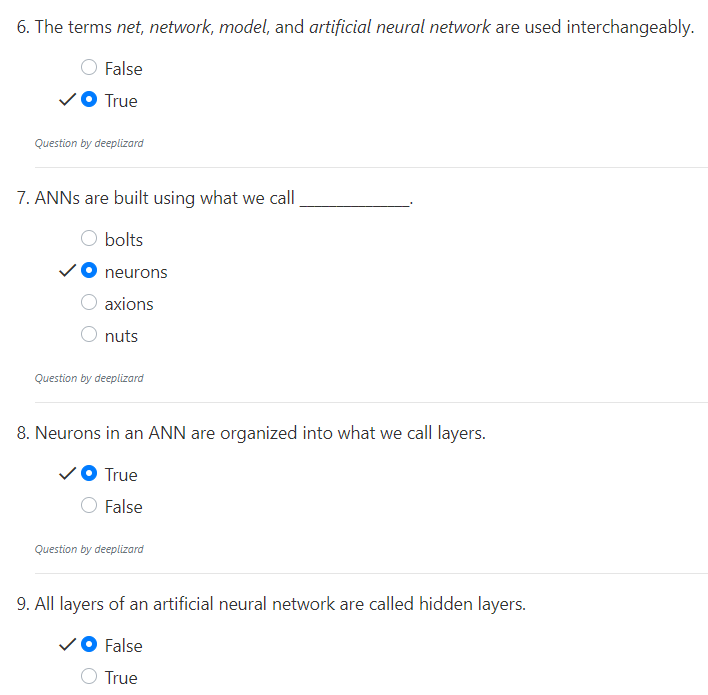 6. The terms net, network, model, and artificial neural network are used interchangeably.
False
True
Question by deeplizard
7. ANNs are built using what we call ______________.
bolts
neurons
axions
nuts
Question by deeplizard
8. Neurons in an ANN are organized into what we call layers.
True
False
Question by deeplizard
9. All layers of an artificial neural network are called hidden layers.
False
True